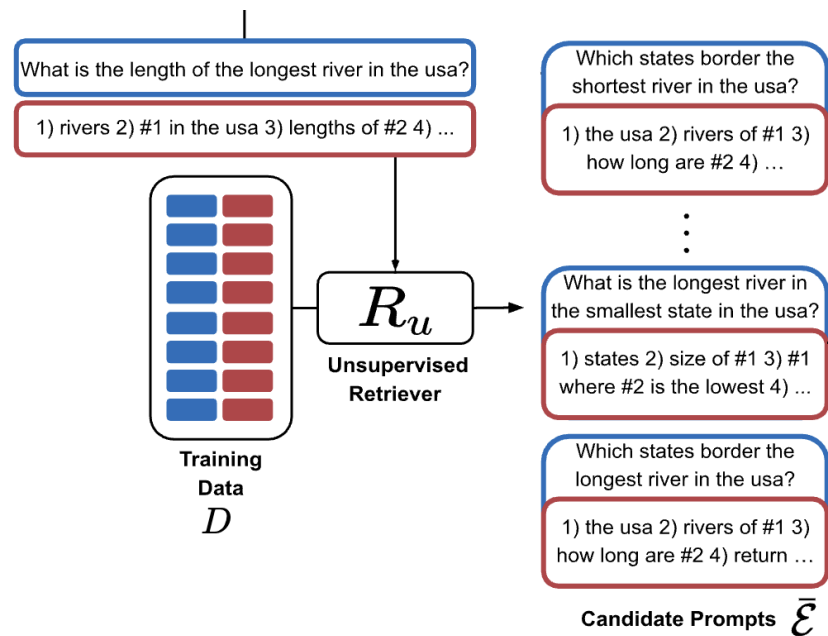 What is the length of the longest river in the usa?
1) rivers 2) #1 in the usa 3) lengths of #2 4) ...
Training
Data
D
R_u
Unsupervised
Retriever
Which states border the
shortest river in the usa?
1) the usa 2) rivers of #1 3)
how long are #2 4) …
What is the longest river in
the smallest state in the usa?
1) states 2) size of #1 3) #1
where #2 is the lowest 4) ...
Which states border the
longest river in the usa?
1) the usa 2) rivers of #1 3)
how long are #2 4) return …
Candidate Prompts ℰ̄